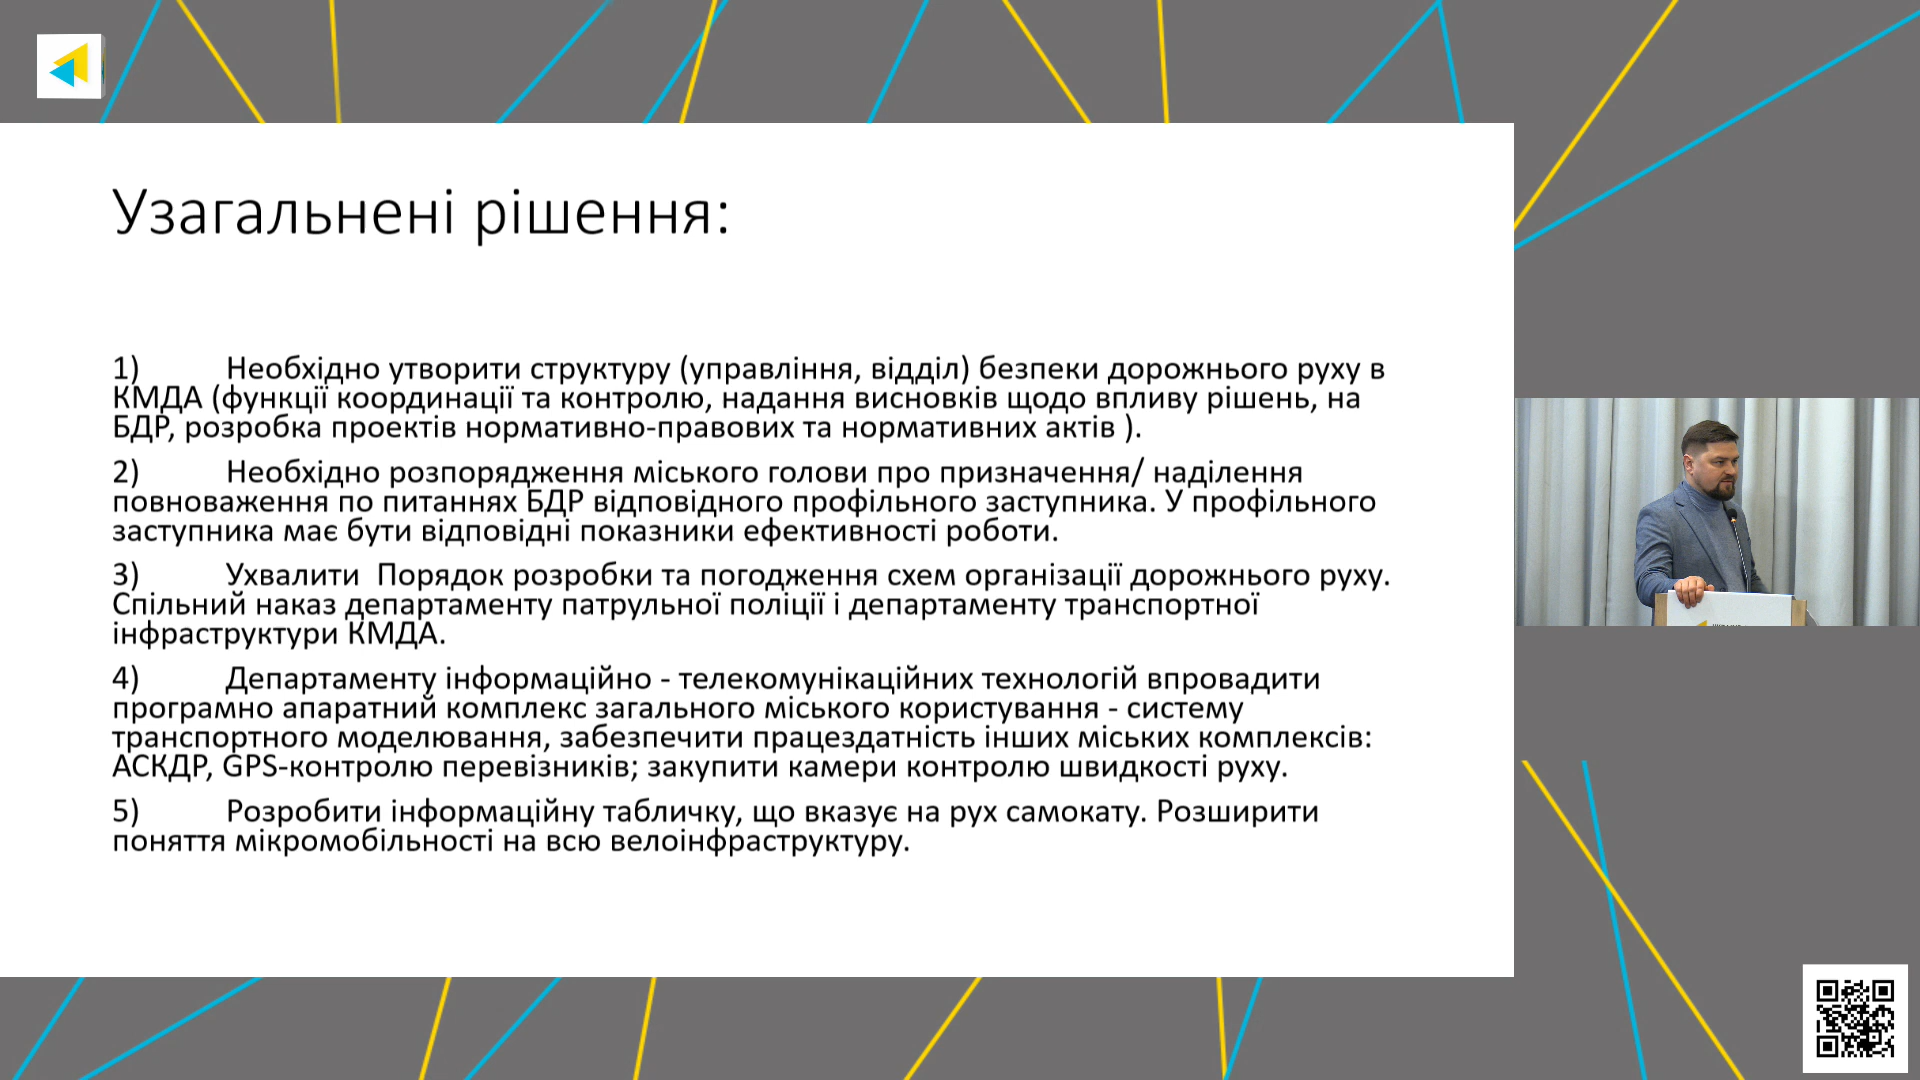 Узагальнені рішення:
1) Необхідно утворити структуру (управління, відділ) безпеки дорожнього руху в
КМДА (функції координації та контролю, надання висновків щодо впливу рішень, на
БДР, розробка проектів нормативно-правових та нормативних актів ).
2) Необхідно розпорядження міського голови про призначення/ наділення
повноваження по питаннях БДР відповідного профільного заступника. У профільного
заступника має бути відповідні показники ефективності роботи.
3) Ухвалити Порядок розробки та погодження схем організації дорожнього руху.
Спільний наказ департаменту патрульної поліції і департаменту транспортної
інфраструктури КМДА.
4) Департаменту інформаційно - телекомунікаційних технологій впровадити
програмно апаратний комплекс загального міського користування - систему
транспортного моделювання, забезпечити працездатність інших міських комплексів:
АСКДР, GPS-контролю перевізників; закупити камери контролю швидкості руху.
5) Розробити інформаційну табличку, що вказує на рух самокату. Розширити
поняття мікромобільності на всю велоінфраструктуру.